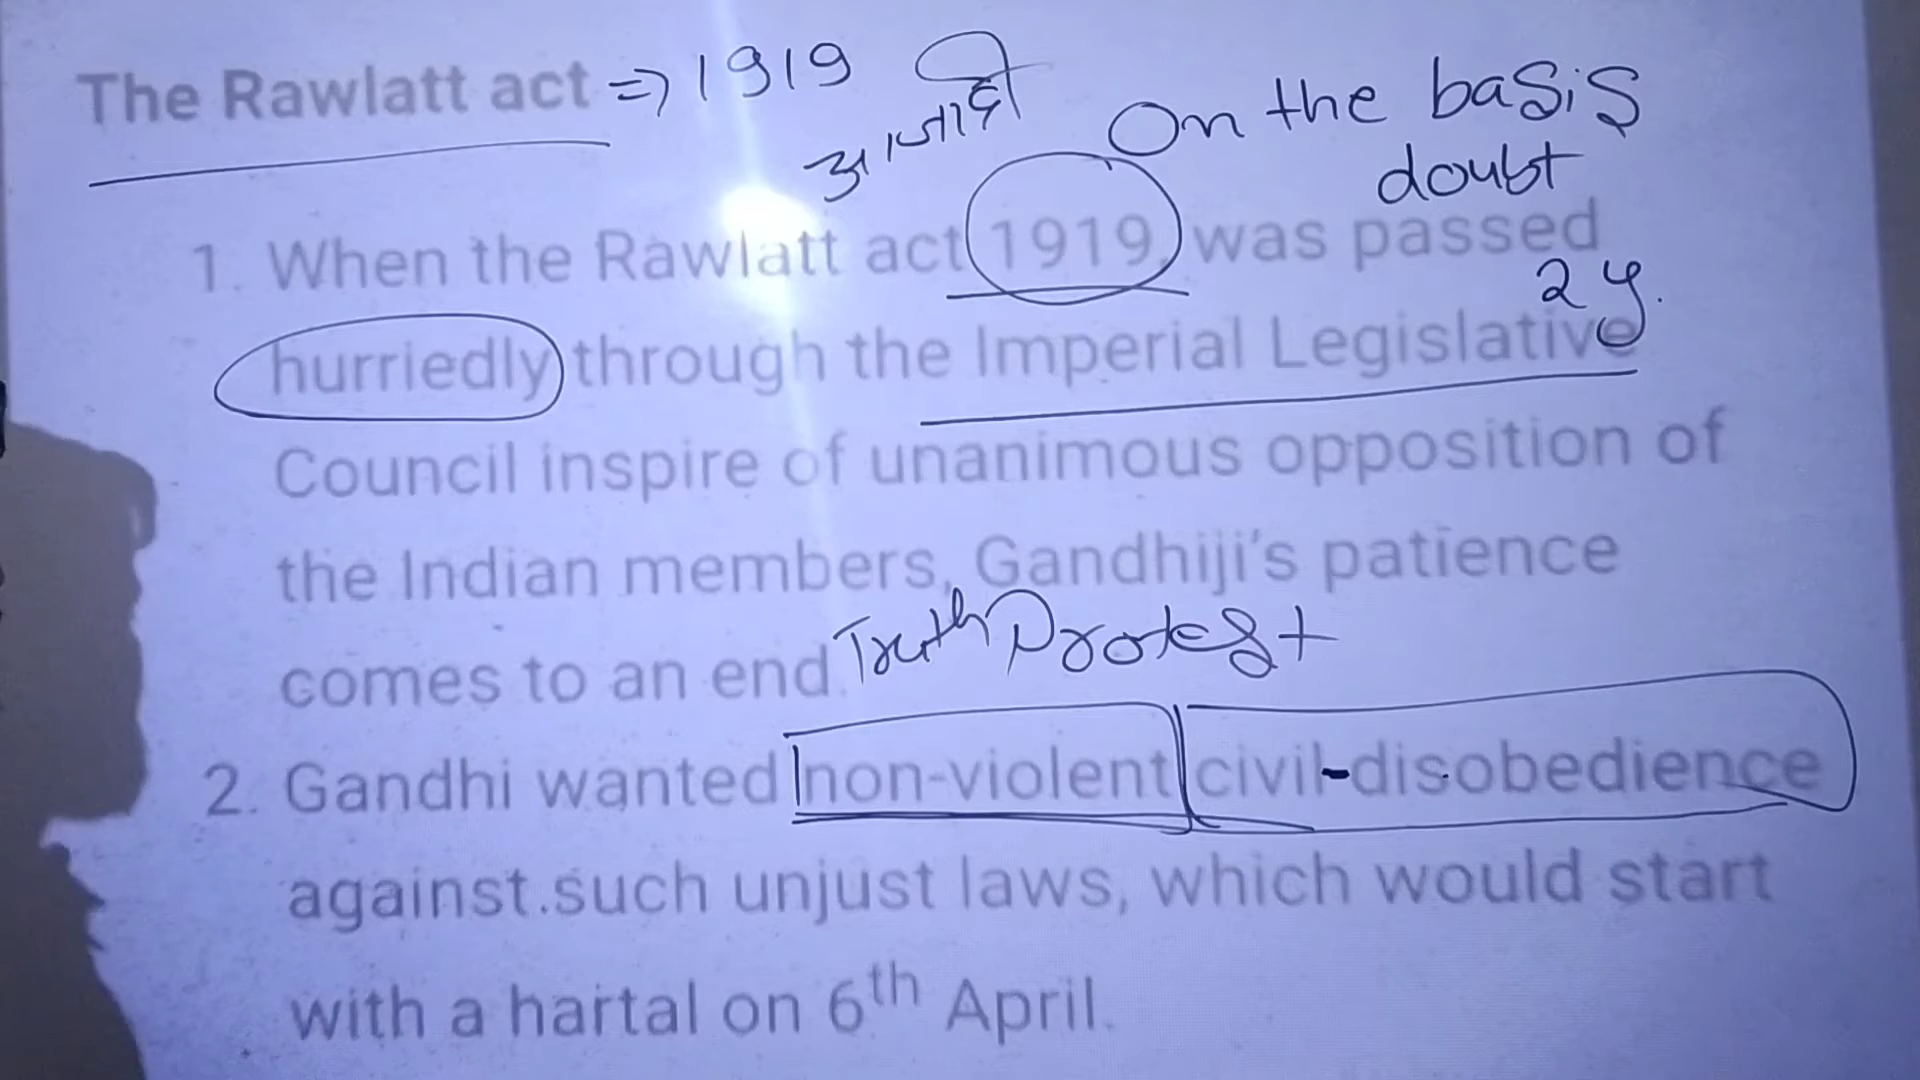 The Rawlatt act ⇒ 1919
आजादी
On the basis
doubt
1. When the Rawlatt act 1919, was passed
2 y.
hurriedly through the Imperial Legislative
Council inspire of unanimous opposition of
the Indian members, Gandhiji's patience
comes to an end.
Truth Protest
2. Gandhi wanted non-violent civil-disobedience
against such unjust laws, which would start
with a hartal on 6th April.